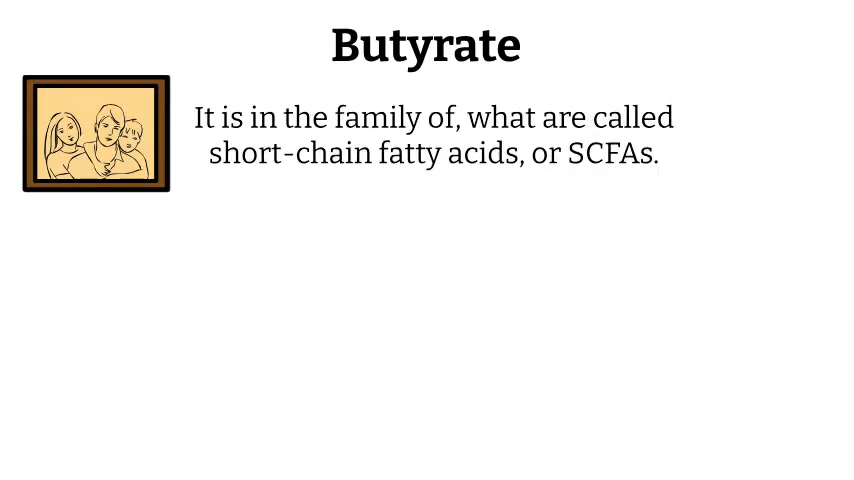 Butyrate
It is in the family of, what are called
short-chain fatty acids, or SCFAs.